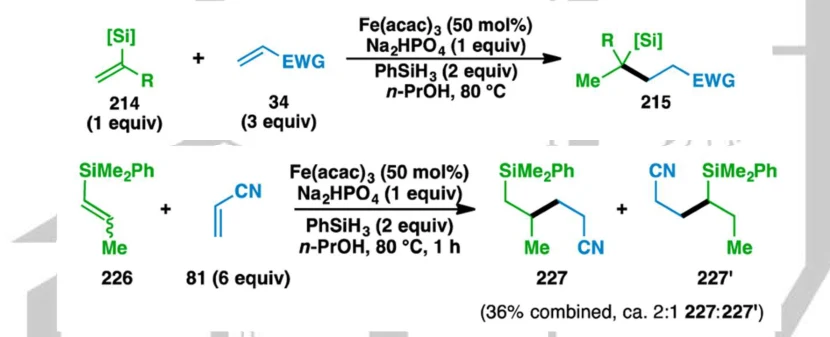 [Si]
R
+
EWG
Fe(acac)₃ (50 mol%)
Na₂HPO₄ (1 equiv)
PhSiH₃ (2 equiv)
n-PrOH, 80 °C
R
[Si]
Me
EWG
214
(1 equiv)
34
(3 equiv)
215
SiMe₂Ph
Me
+
CN
Fe(acac)₃ (50 mol%)
Na₂HPO₄ (1 equiv)
PhSiH₃ (2 equiv)
n-PrOH, 80 °C, 1 h
SiMe₂Ph
Me
CN
+
CN
SiMe₂Ph
Me
226
81 (6 equiv)
227
227'
(36% combined, ca. 2:1 227:227')